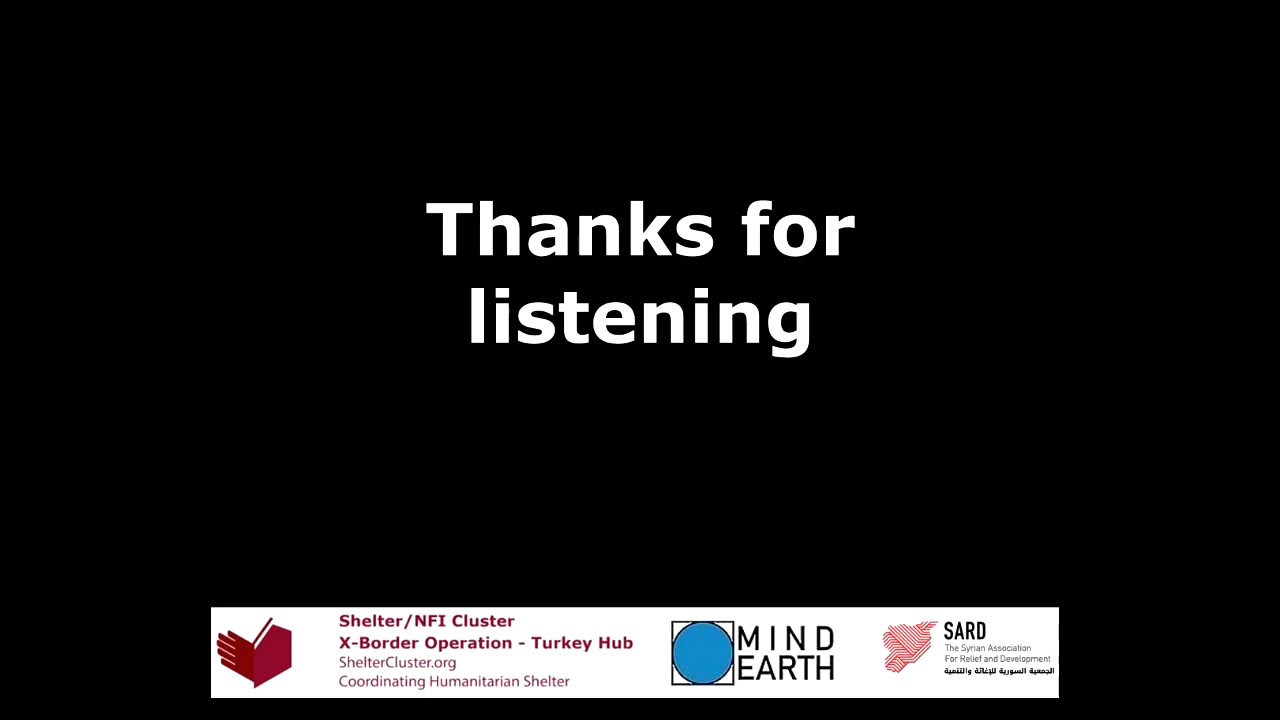 Thanks for
listening
Shelter/NFI Cluster
X-Border Operation - Turkey Hub
ShelterCluster.org
Coordinating Humanitarian Shelter
MIND
EARTH
SARD
The Syrian Association
For Relief and Development
الجمعية السورية للإغاثة والتنمية